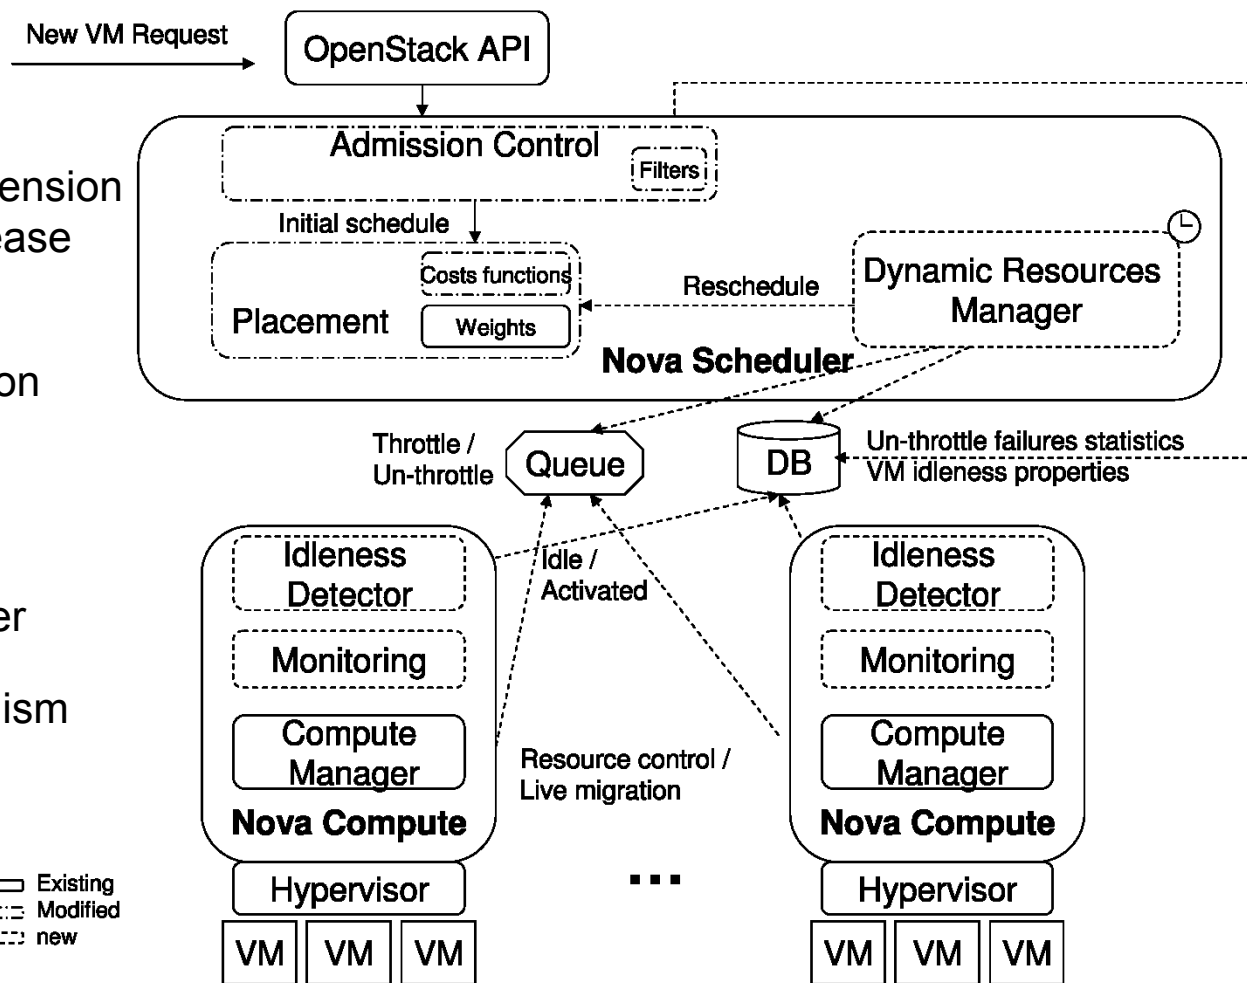 New VM Request
OpenStack API
Admission Control
Filters
ension
ease
Initial schedule
Costs functions
Placement
Weights
Reschedule
Dynamic Resources
Manager
Nova Scheduler
on
Throttle /
Un-throttle
Queue
DB
Un-throttle failures statistics
VM idleness properties
Idleness
Detector
Idle /
Activated
Idleness
Detector
er
Monitoring
Monitoring
ism
Compute
Manager
Resource control /
Live migration
Compute
Manager
Nova Compute
Nova Compute
Existing
Modified
new
Hypervisor
...
Hypervisor
VM VM VM
VM VM VM